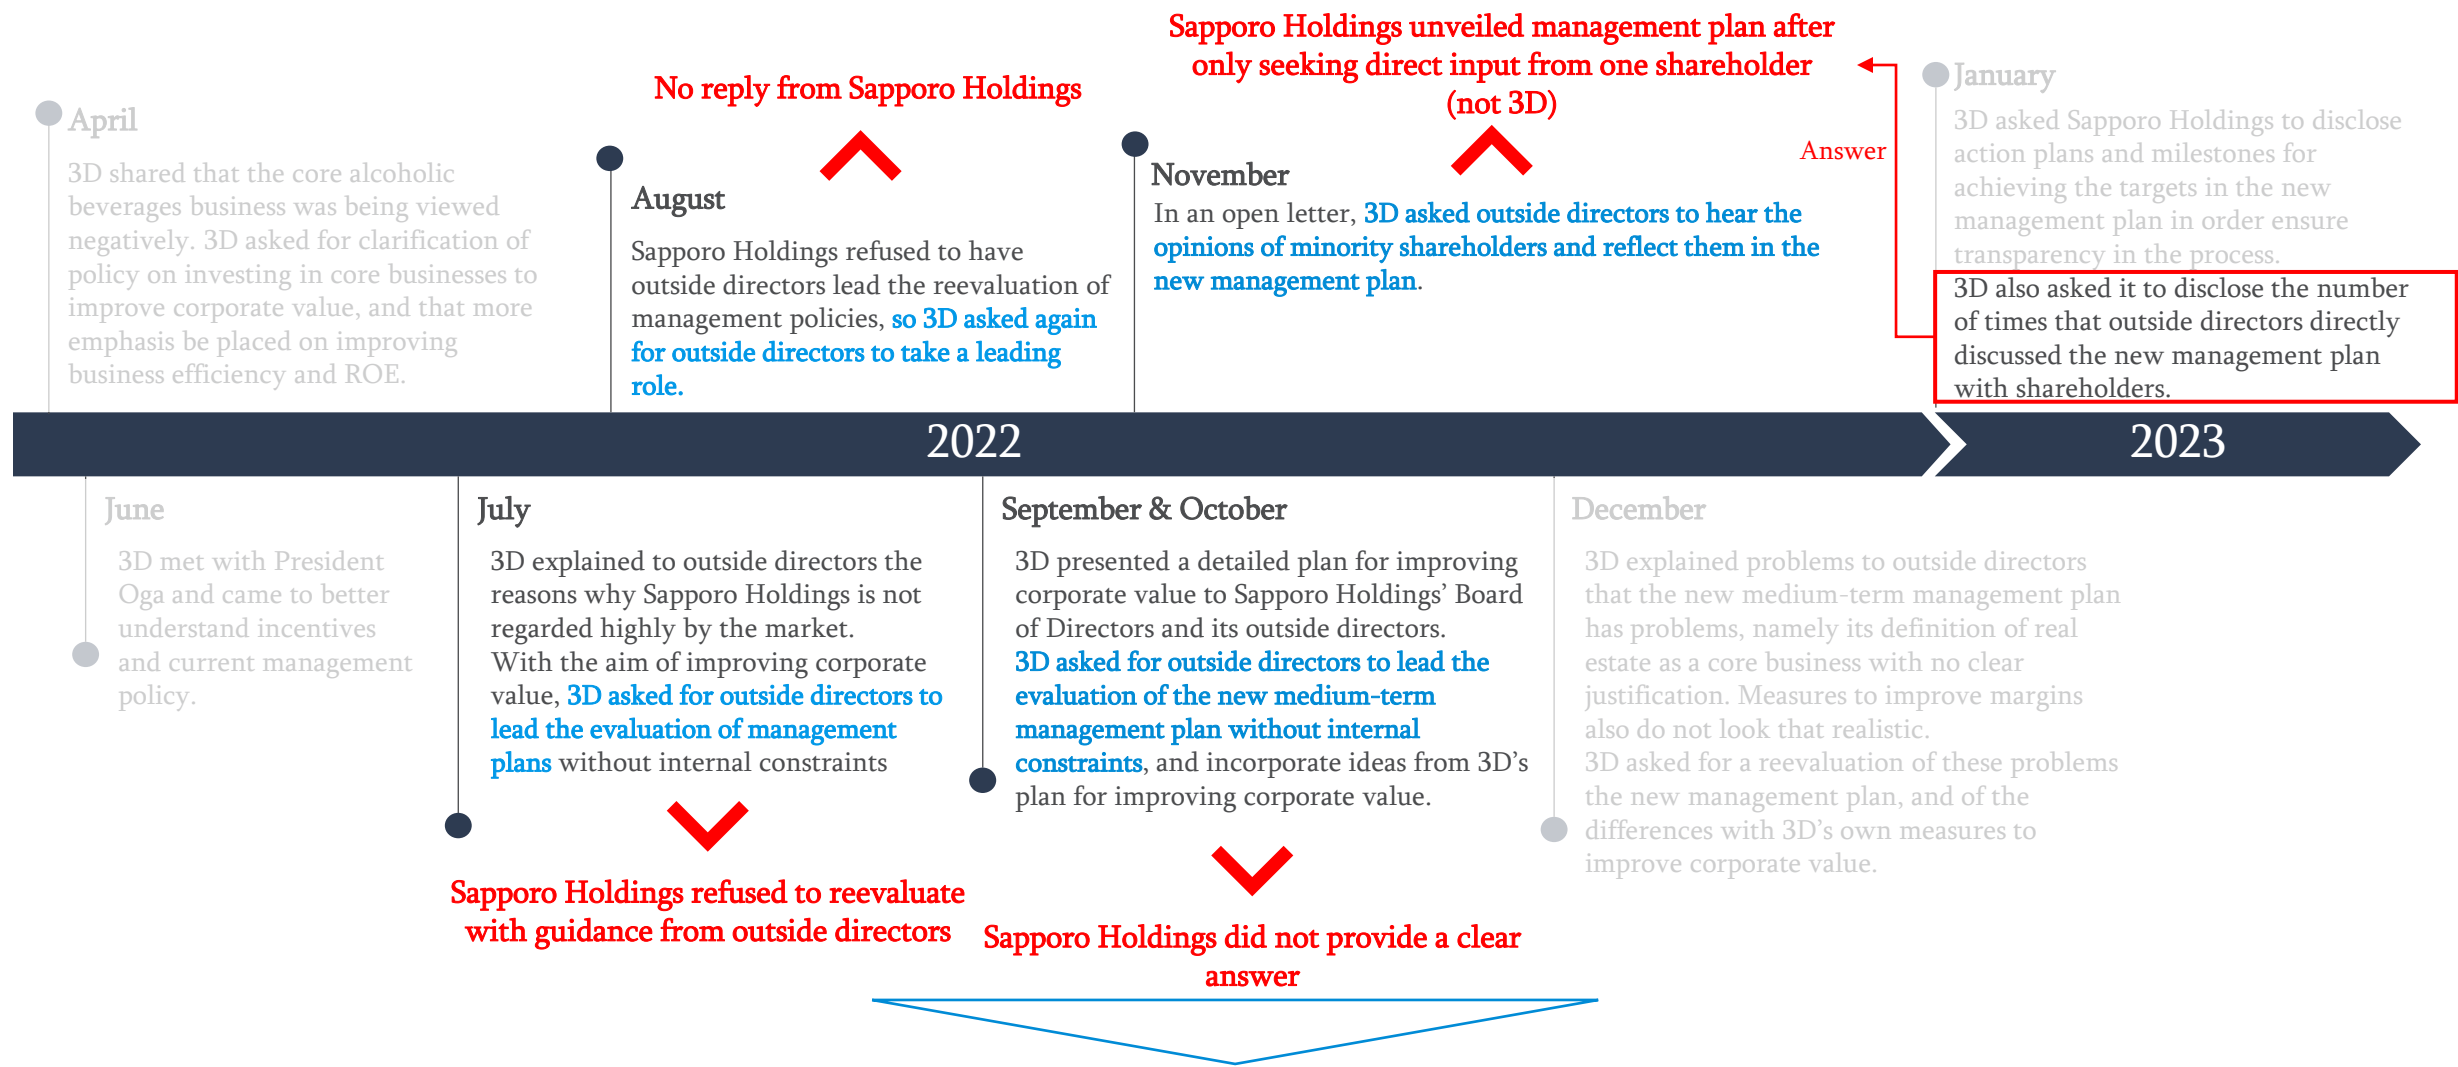 Sapporo Holdings unveiled management plan after
only seeking direct input from one shareholder
(not 3D)
No reply from Sapporo Holdings
April
3D shared that the core alcoholic
beverages business was being viewed
negatively. 3D asked for clarification of
policy on investing in core businesses to
improve corporate value, and that more
emphasis be placed on improving
business efficiency and ROE.
August
Sapporo Holdings refused to have
outside directors lead the reevaluation of
management policies, so 3D asked again
for outside directors to take a leading
role.
November
In an open letter, 3D asked outside directors to hear the
opinions of minority shareholders and reflect them in the
new management plan.
Answer
January
3D asked Sapporo Holdings to disclose
action plans and milestones for
achieving the targets in the new
management plan in order ensure
transparency in the process.
3D also asked it to disclose the number
of times that outside directors directly
discussed the new management plan
with shareholders.
2022
2023
June
3D met with President
Oga and came to better
understand incentives
and current management
policy.
July
3D explained to outside directors the
reasons why Sapporo Holdings is not
regarded highly by the market.
With the aim of improving corporate
value, 3D asked for outside directors to
lead the evaluation of management
plans without internal constraints
Sapporo Holdings refused to reevaluate
with guidance from outside directors
September & October
3D presented a detailed plan for improving
corporate value to Sapporo Holdings’ Board
of Directors and its outside directors.
3D asked for outside directors to lead the
evaluation of the new medium-term
management plan without internal
constraints, and incorporate ideas from 3D’s
plan for improving corporate value.
Sapporo Holdings did not provide a clear
answer
December
3D explained problems to outside directors
that the new medium-term management plan
has problems, namely its definition of real
estate as a core business with no clear
justification. Measures to improve margins
also do not look that realistic.
3D asked for a reevaluation of these problems
the new management plan, and of the
differences with 3D’s own measures to
improve corporate value.